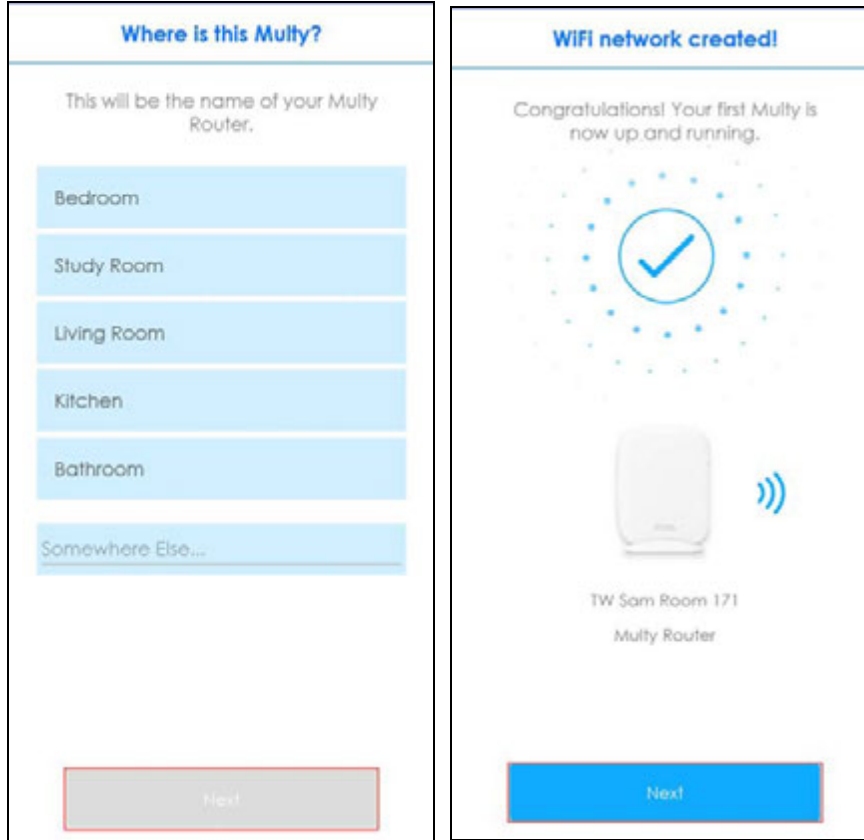 Where is this Multy?
This will be the name of your Multy
Router.
Bedroom
Study Room
Living Room
Kitchen
Bathroom
Somewhere Else...
Next
WiFi network created!
Congratulations! Your first Multy is
now up and running.
TW Sam Room 171
Multy Router
Next